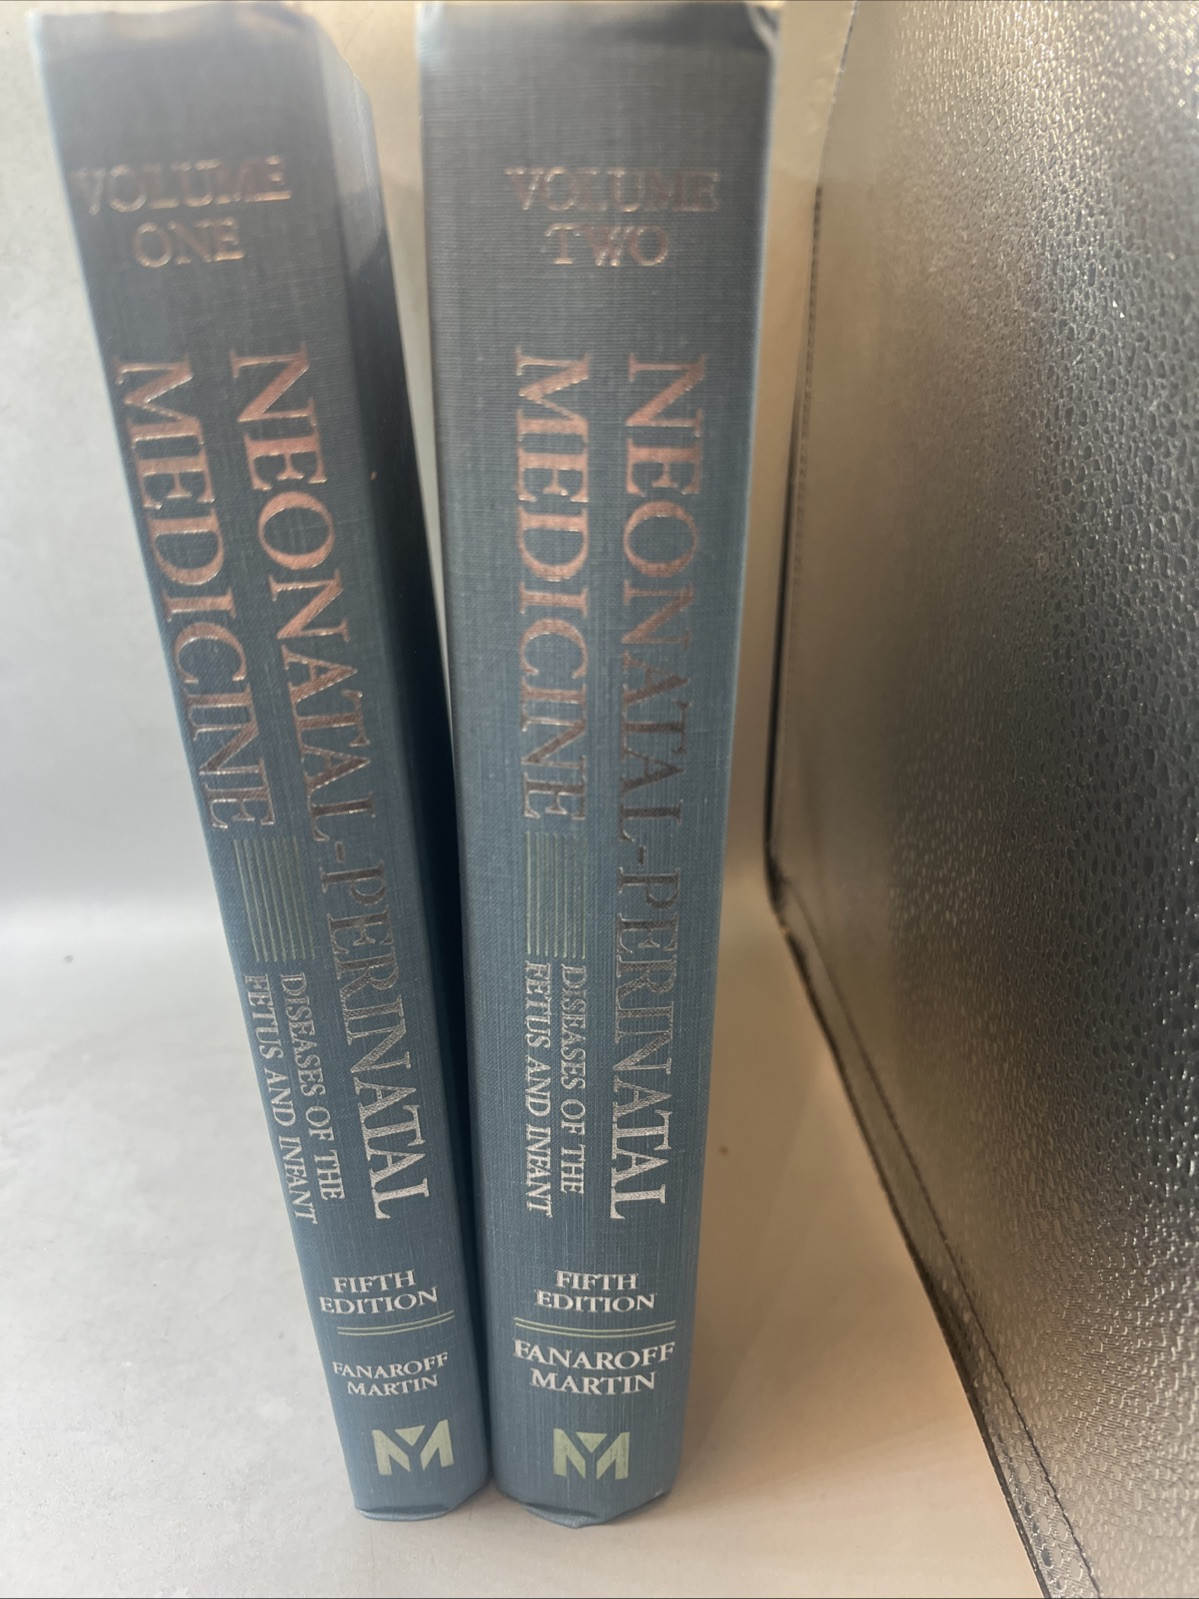 VOLUME
ONE
NEONATAL-PERINATAL
MEDICINE
DISEASES OF THE
FETUS AND INFANT
FIFTH
EDITION
FANAROFF
MARTIN
VOLUME
TWO
NEONATAL-PERINATAL
MEDICINE
DISEASES OF THE
FETUS AND INFANT
FIFTH
EDITION
FANAROFF
MARTIN